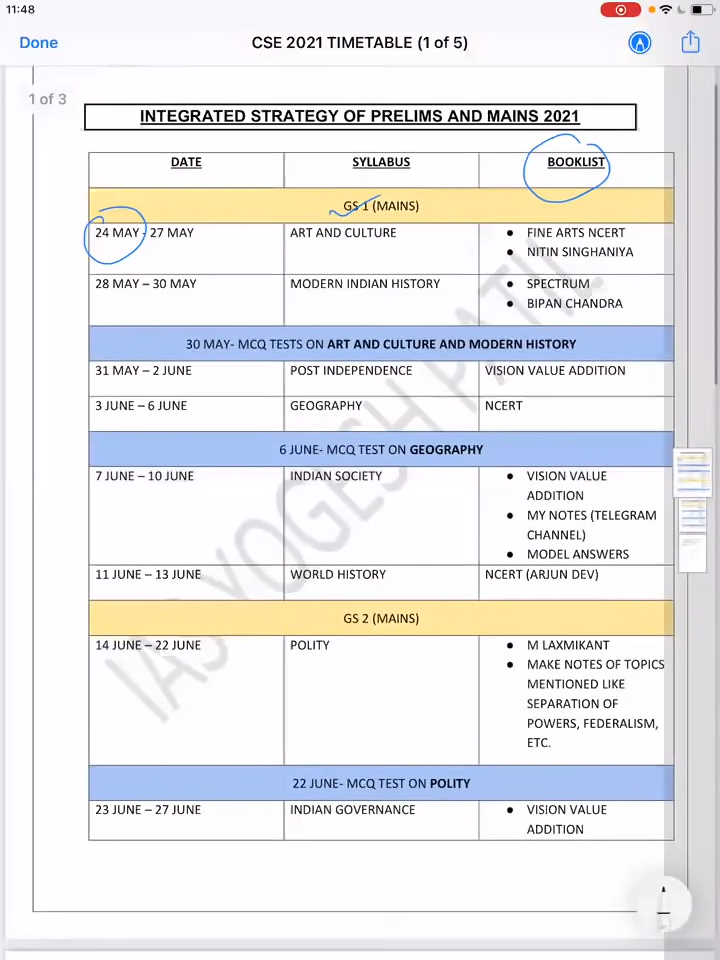 11:48
Done
CSE 2021 TIMETABLE (1 of 5)
1 of 3
INTEGRATED STRATEGY OF PRELIMS AND MAINS 2021
DATE SYLLABUS BOOKLIST
GS 1 (MAINS)
24 MAY - 27 MAY ART AND CULTURE • FINE ARTS NCERT
• NITIN SINGHANIYA
28 MAY – 30 MAY MODERN INDIAN HISTORY • SPECTRUM
• BIPAN CHANDRA
30 MAY- MCQ TESTS ON ART AND CULTURE AND MODERN HISTORY
31 MAY – 2 JUNE POST INDEPENDENCE VISION VALUE ADDITION
3 JUNE – 6 JUNE GEOGRAPHY NCERT
6 JUNE- MCQ TEST ON GEOGRAPHY
7 JUNE – 10 JUNE INDIAN SOCIETY • VISION VALUE
ADDITION
• MY NOTES (TELEGRAM
CHANNEL)
• MODEL ANSWERS
11 JUNE – 13 JUNE WORLD HISTORY NCERT (ARJUN DEV)
GS 2 (MAINS)
14 JUNE – 22 JUNE POLITY • M LAXMIKANT
• MAKE NOTES OF TOPICS
MENTIONED LIKE
SEPARATION OF
POWERS, FEDERALISM,
ETC.
22 JUNE- MCQ TEST ON POLITY
23 JUNE – 27 JUNE INDIAN GOVERNANCE • VISION VALUE
ADDITION
IAS YOGESH PATIL